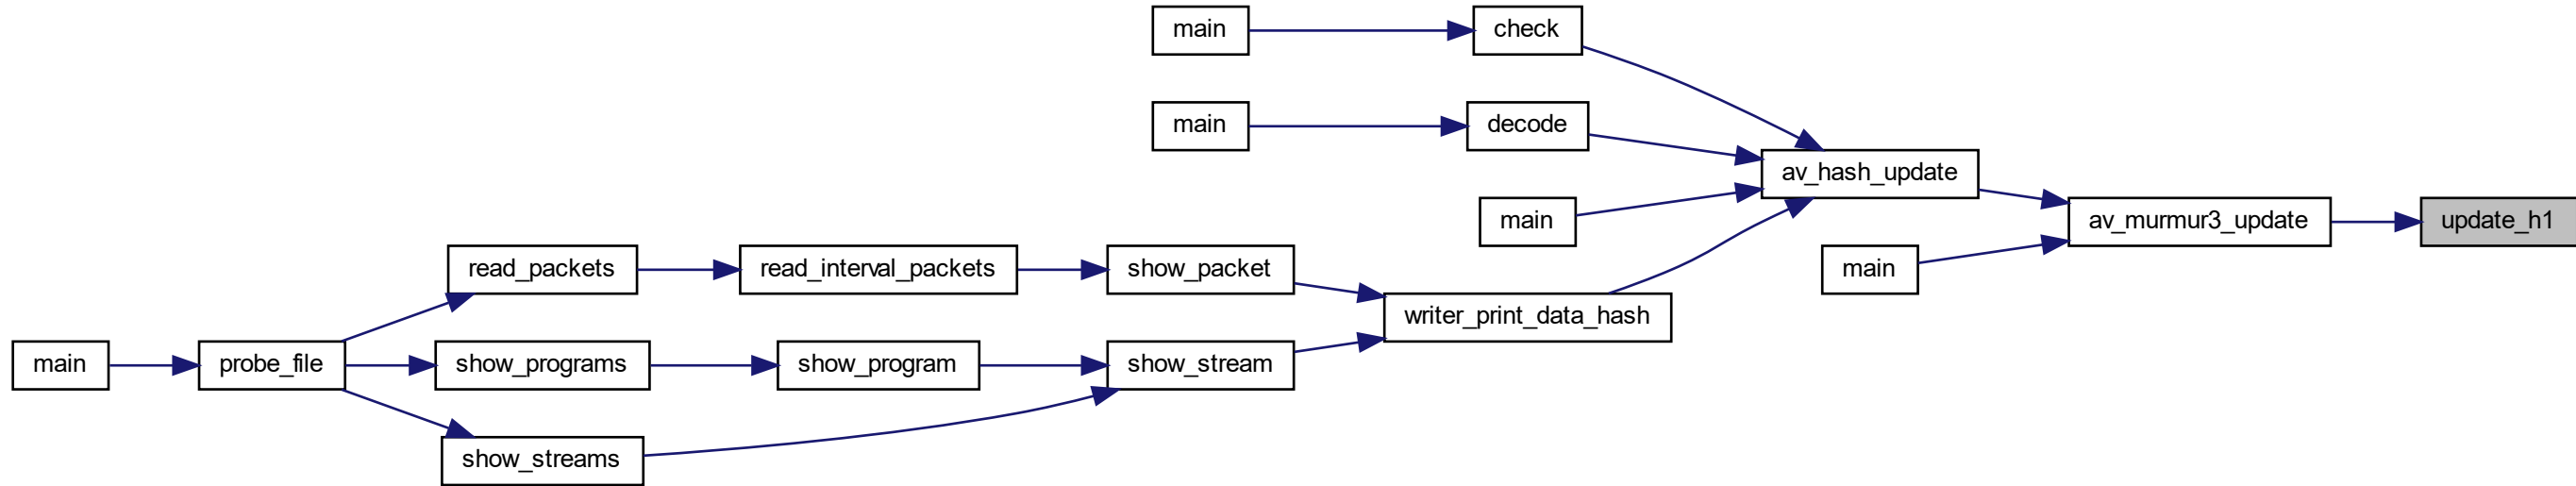 main
check
main
decode
av_hash_update
main
av_murmur3_update
update_h1
main
read_packets
read_interval_packets
show_packet
writer_print_data_hash
main
probe_file
show_programs
show_program
show_stream
show_streams